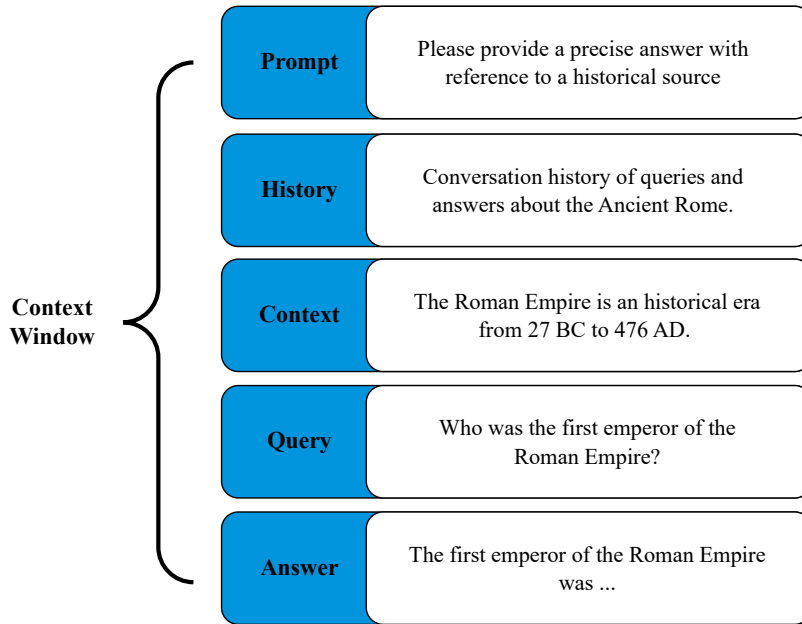 Prompt
Please provide a precise answer with
reference to a historical source
History
Conversation history of queries and
answers about the Ancient Rome.
Context
Window
Context
The Roman Empire is an historical era
from 27 BC to 476 AD.
Query
Who was the first emperor of the
Roman Empire?
Answer
The first emperor of the Roman Empire
was ...